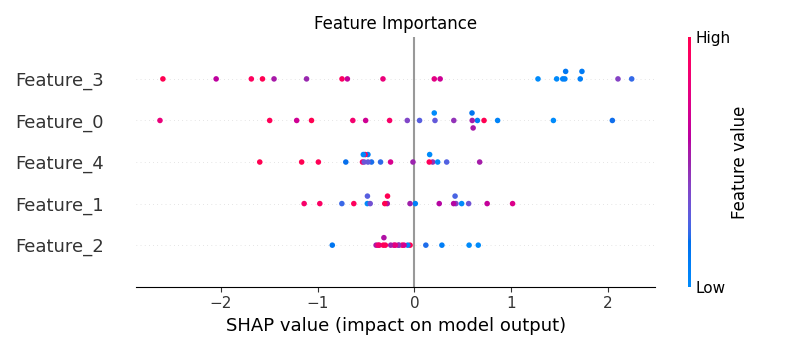 Feature Importance
High
Feature_3
Feature_0
Feature_4
Feature_1
Feature_2
Feature value
Low
−2
−1
0
1
2
SHAP value (impact on model output)